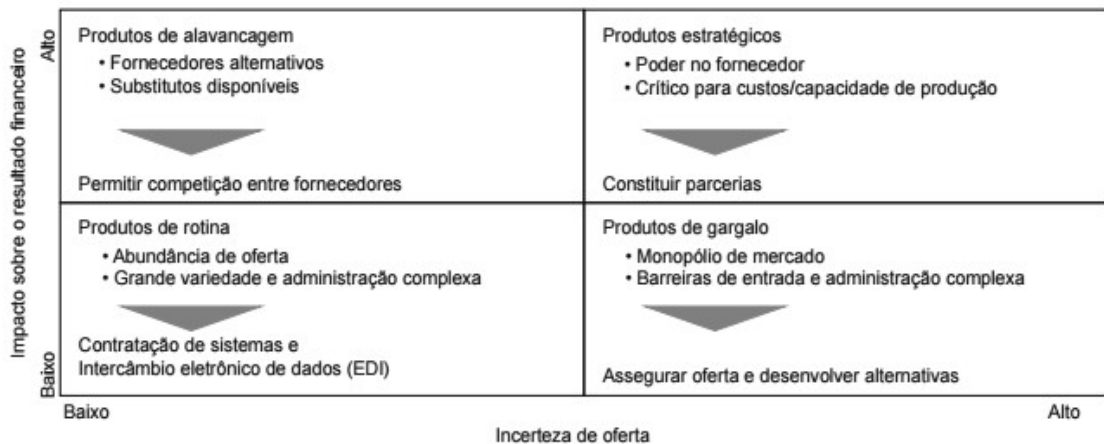 Impacto sobre o resultado financeiro
Alto
Produtos de alavancagem
• Fornecedores alternativos
• Substitutos disponíveis
Permitir competição entre fornecedores
Produtos estratégicos
• Poder no fornecedor
• Crítico para custos/capacidade de produção
Constituir parcerias
Produtos de rotina
• Abundância de oferta
• Grande variedade e administração complexa
Contratação de sistemas e
Intercâmbio eletrônico de dados (EDI)
Produtos de gargalo
• Monopólio de mercado
• Barreiras de entrada e administração complexa
Assegurar oferta e desenvolver alternativas
Baixo
Baixo
Alto
Incerteza de oferta